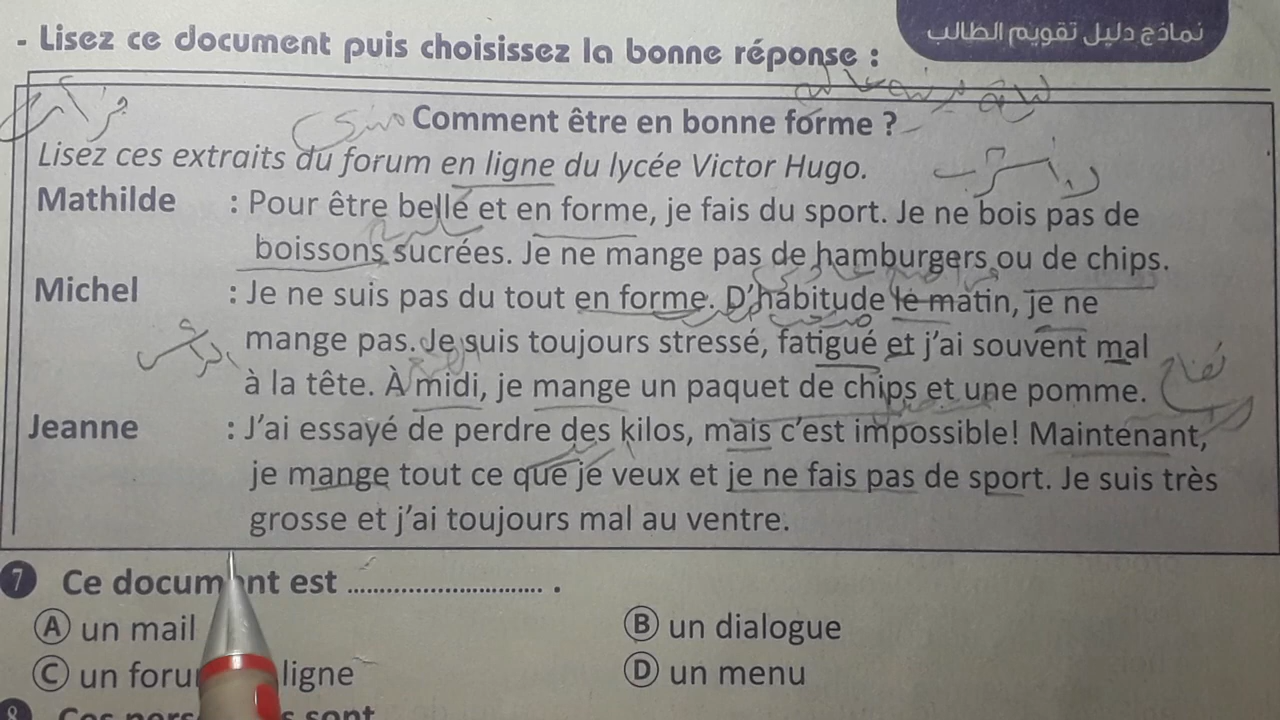 نماذج دليل تقويم الطالب
- Lisez ce document puis choisissez la bonne réponse :
Comment être en bonne forme ?
Lisez ces extraits du forum en ligne du lycée Victor Hugo.
Mathilde : Pour être belle et en forme, je fais du sport. Je ne bois pas de
boissons sucrées. Je ne mange pas de hamburgers ou de chips.
Michel : Je ne suis pas du tout en forme. D'habitude le matin, je ne
mange pas. Je suis toujours stressé, fatigué et j'ai souvent mal
à la tête. À midi, je mange un paquet de chips et une pomme.
Jeanne : J'ai essayé de perdre des kilos, mais c'est impossible! Maintenant,
je mange tout ce que je veux et je ne fais pas de sport. Je suis très
grosse et j'ai toujours mal au ventre.
7 Ce document est .............................. .
A un mail B un dialogue
C un forum ligne D un menu
8 sont